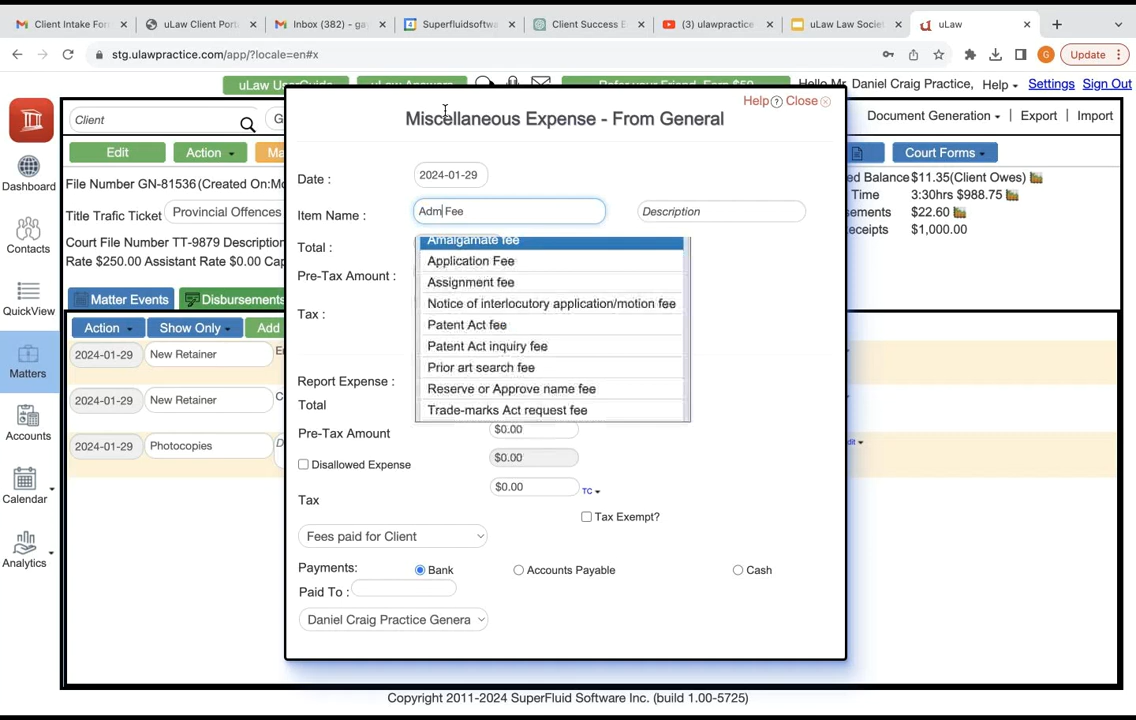 Client Intake For
uLaw Client Port
Inbox (382) - ga
Superfluidsoftwa
Client Success E
(3) ulawpractice
uLaw Law Societ
uLaw
stg.ulawpractice.com/app/?locale=en#x
G
Update
uLaw UserGuide
uLaw Answers
Refer your Friend, Earn $50
Hello Mr. Daniel Craig Practice,
Help
Settings
Sign Out
Client
Document Generation
Export
Import
Edit
Action
Court Forms
File Number GN-81536 (Created On:
Title Trafic Ticket
Provincial Offences
Court File Number TT-9879
Rate $250.00 Assistant Rate $0.00
Balance $11.35(Client Owes)
Time 3:30hrs $988.75
$22.60
$1,000.00
Dashboard
Contacts
QuickView
Matters
Accounts
Calendar
Analytics
Matter Events
Disbursements
Action
Show Only
Add
2024-01-29
New Retainer
2024-01-29
New Retainer
2024-01-29
Photocopies
Help
?
Close
Miscellaneous Expense - From General
Date :
2024-01-29
Item Name :
Adm Fee
Description
Total :
Pre-Tax Amount :
Tax :
Amalgamate fee
Application Fee
Assignment fee
Notice of interlocutory application/motion fee
Patent Act fee
Patent Act inquiry fee
Prior art search fee
Reserve or Approve name fee
Trade-marks Act request fee
Report Expense :
Total
Pre-Tax Amount
$0.00
Disallowed Expense
$0.00
Tax
$0.00
TC
Tax Exempt?
Fees paid for Client
Payments:
Bank
Accounts Payable
Cash
Paid To :
Daniel Craig Practice Genera
Copyright 2011-2024 SuperFluid Software Inc. (build 1.00-5725)